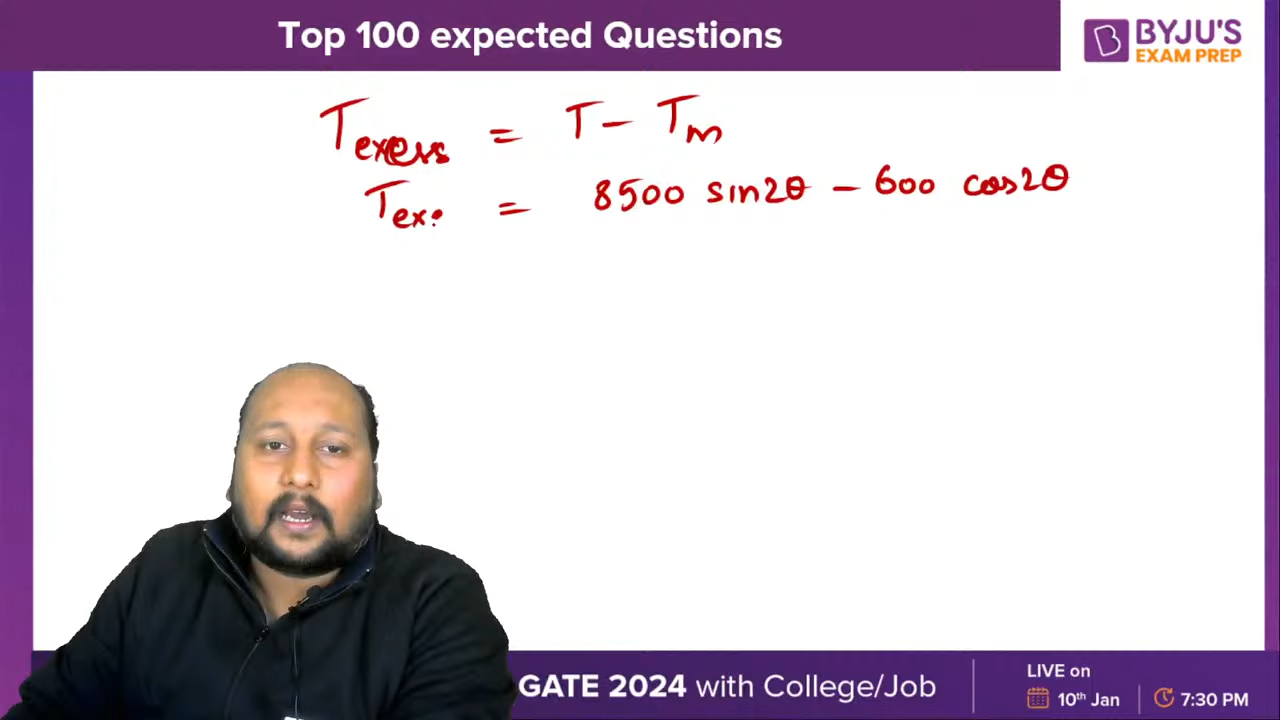 Top 100 expected Questions
BYJU'S
EXAM PREP
Texcess = T - Tm
Tex. = 8500 sin2θ - 600 cos2θ
GATE 2024 with College/Job
LIVE on
10th Jan
7:30 PM